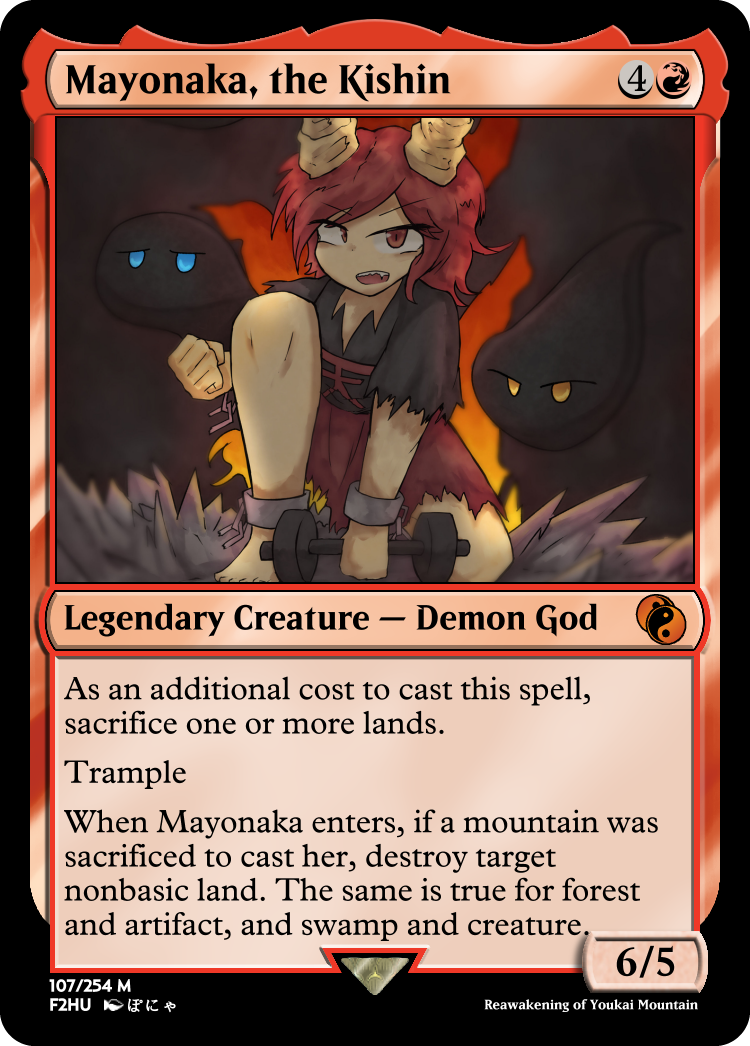 Mayonaka, the Kishin
4
Legendary Creature — Demon God
As an additional cost to cast this spell,
sacrifice one or more lands.
Trample
When Mayonaka enters, if a mountain was
sacrificed to cast her, destroy target
nonbasic land. The same is true for forest
and artifact, and swamp and creature.
6/5
107/254 M
F2HU ぽにゃ
Reawakening of Youkai Mountain